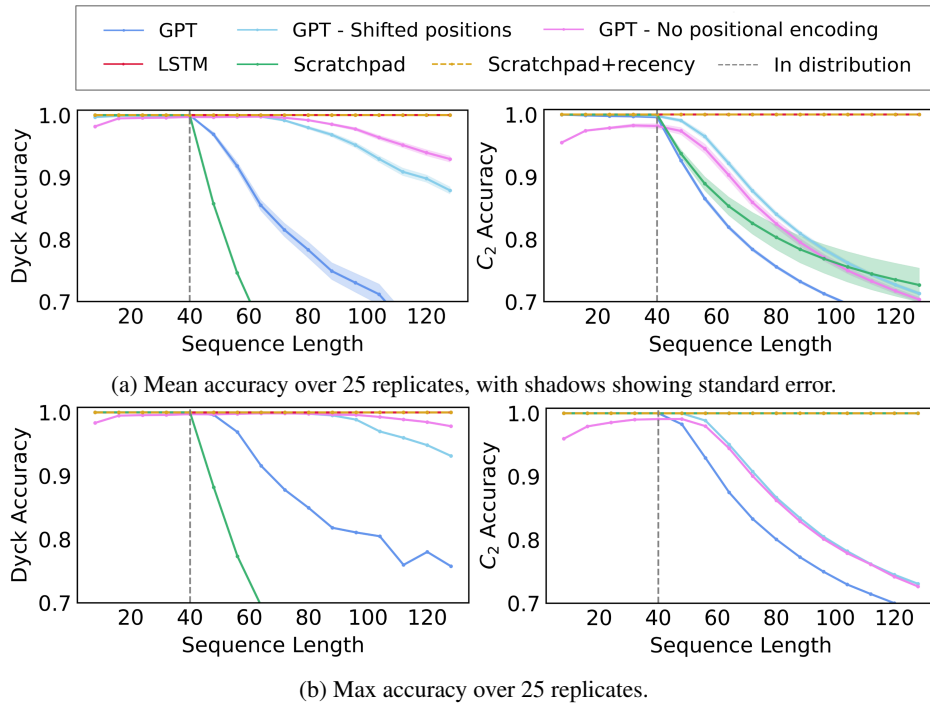 GPT GPT - Shifted positions GPT - No positional encoding
LSTM Scratchpad Scratchpad+recency In distribution
1.0
0.9
0.8
0.7
Dyck Accuracy
20 40 60 80 100 120
Sequence Length
1.0
0.9
0.8
0.7
C₂ Accuracy
20 40 60 80 100 120
Sequence Length
(a) Mean accuracy over 25 replicates, with shadows showing standard error.
1.0
0.9
0.8
0.7
Dyck Accuracy
20 40 60 80 100 120
Sequence Length
1.0
0.9
0.8
0.7
C₂ Accuracy
20 40 60 80 100 120
Sequence Length
(b) Max accuracy over 25 replicates.